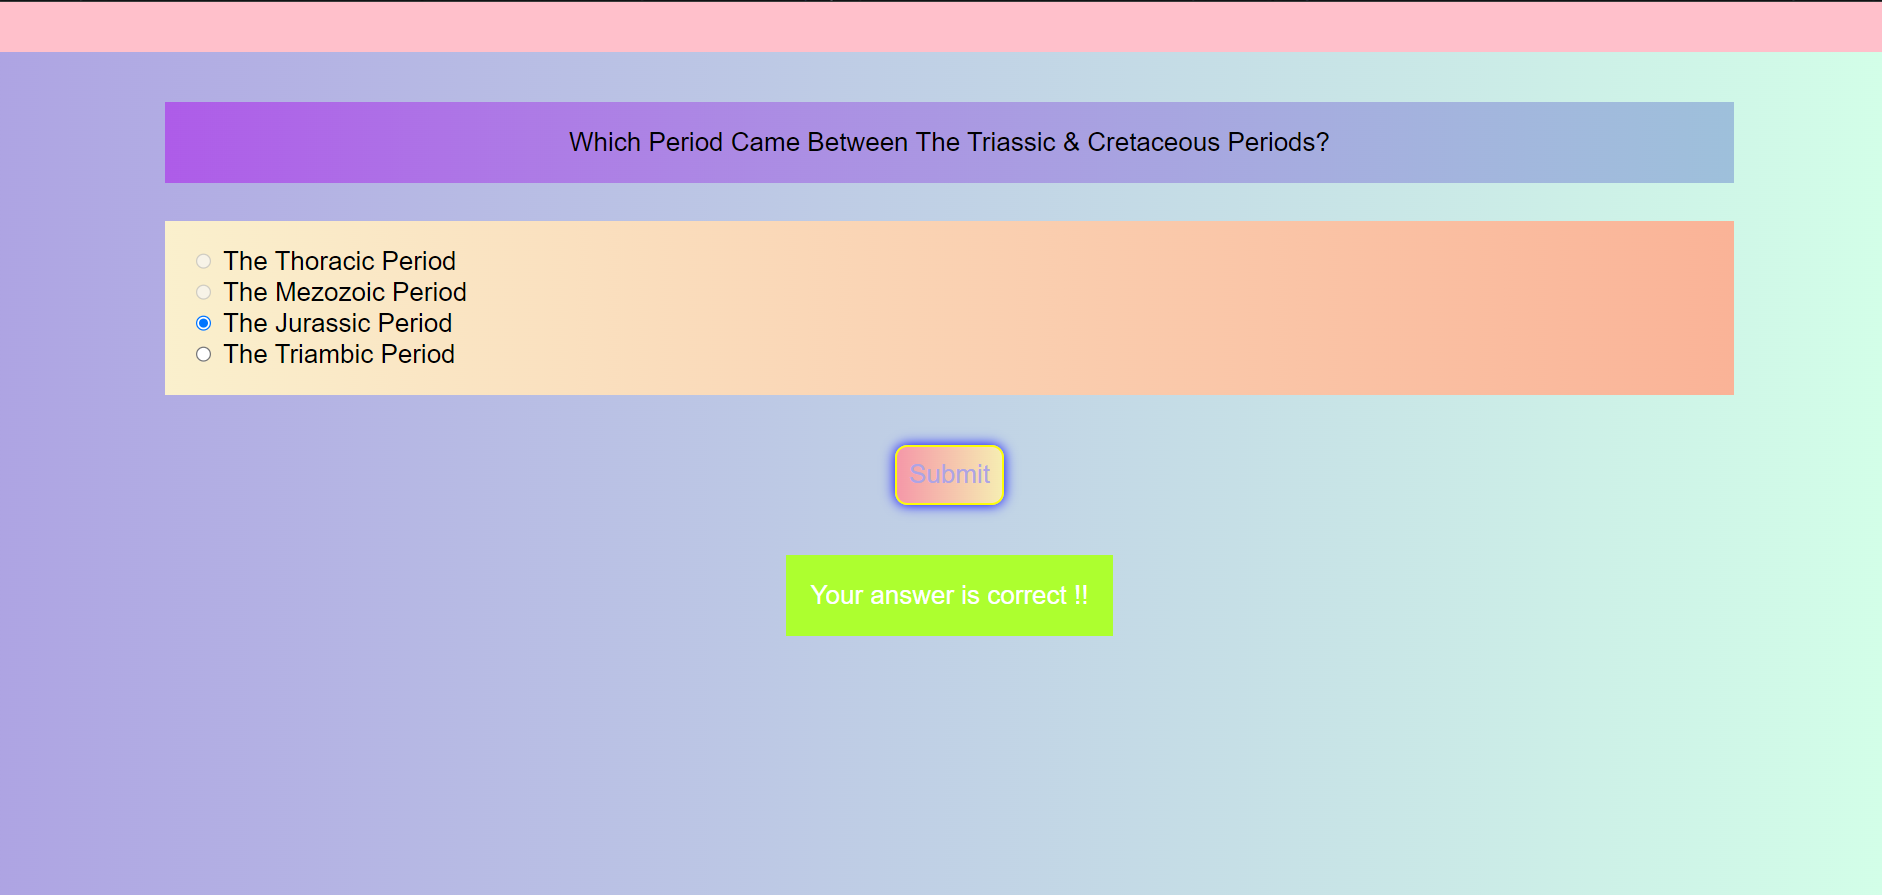 Which Period Came Between The Triassic & Cretaceous Periods?
The Thoracic Period
The Mezozoic Period
The Jurassic Period
The Triambic Period
Submit
Your answer is correct !!